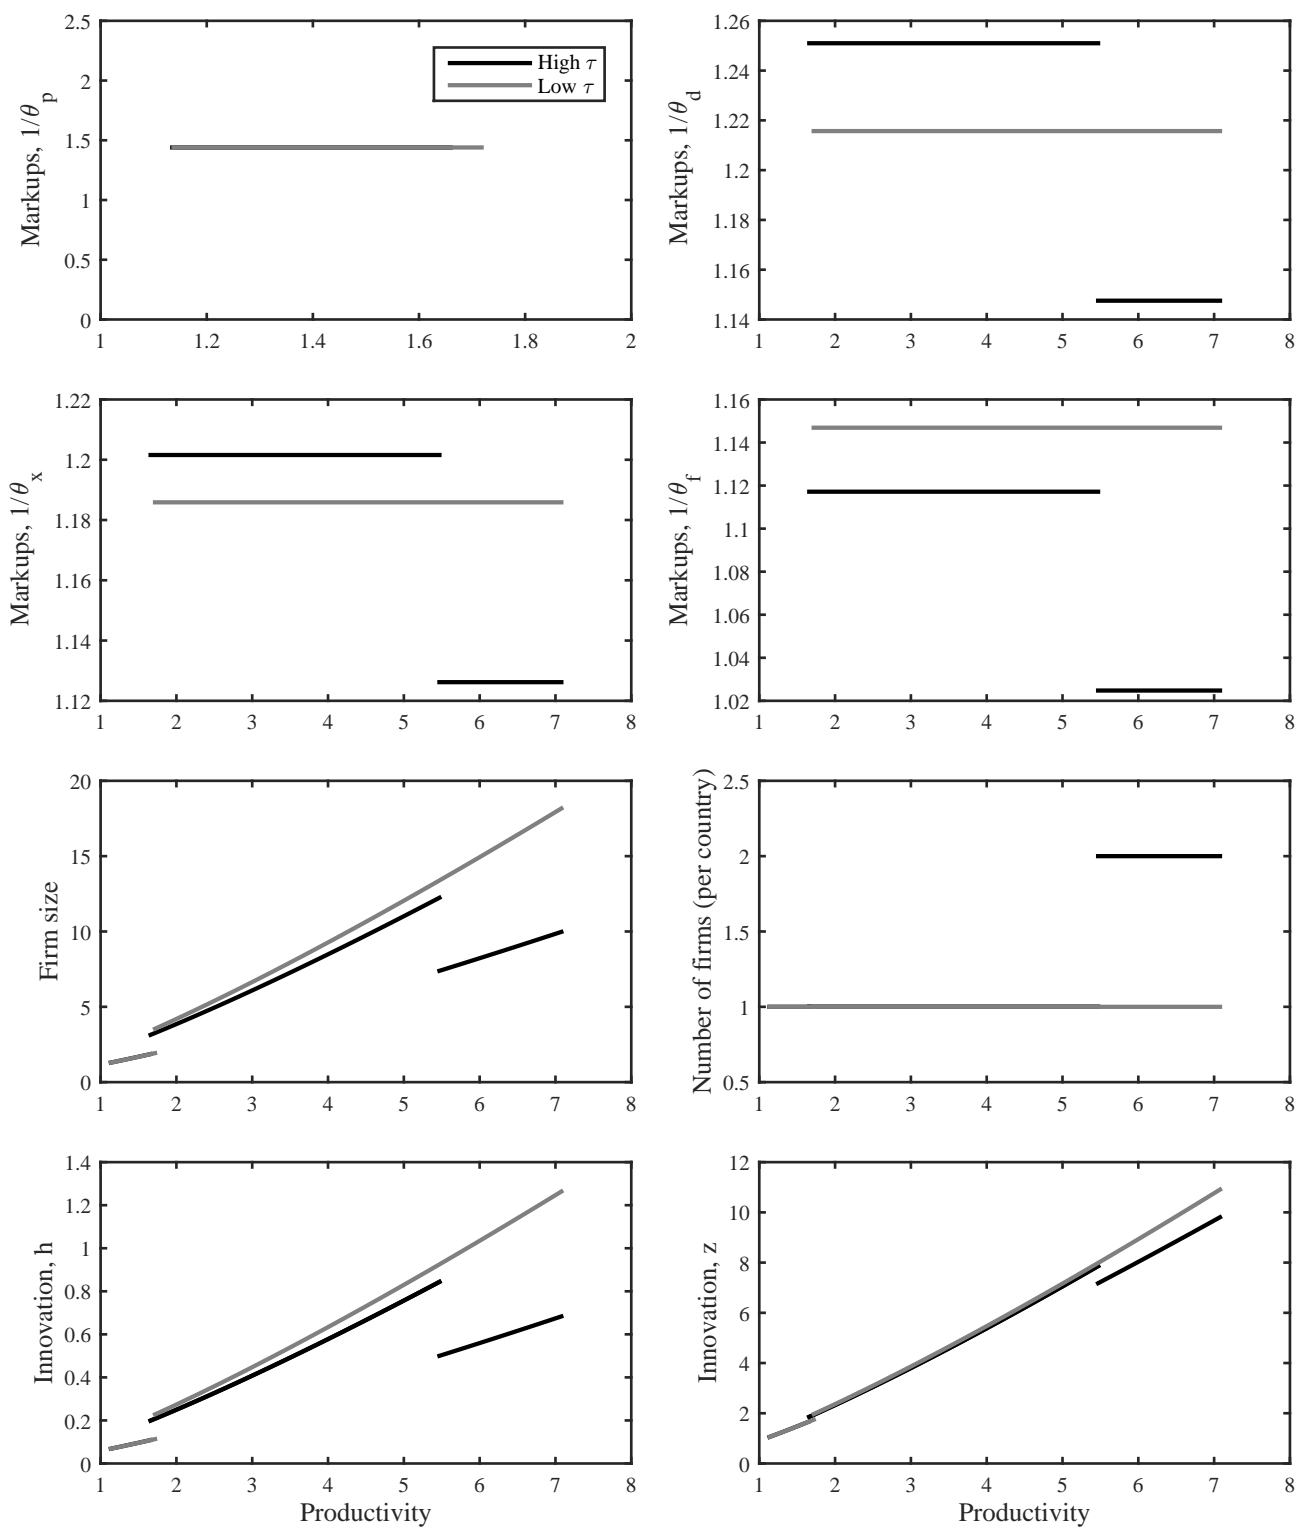 Markups, 1/θp
2.5
2
1.5
1
0.5
0
1 1.2 1.4 1.6 1.8 2
High τ
Low τ
Markups, 1/θd
1.26
1.24
1.22
1.2
1.18
1.16
1.14
1 2 3 4 5 6 7 8
Markups, 1/θx
1.22
1.2
1.18
1.16
1.14
1.12
1 2 3 4 5 6 7 8
Markups, 1/θf
1.16
1.14
1.12
1.1
1.08
1.06
1.04
1.02
1 2 3 4 5 6 7 8
Firm size
20
15
10
5
0
1 2 3 4 5 6 7 8
Number of firms (per country)
2.5
2
1.5
1
0.5
1 2 3 4 5 6 7 8
Innovation, h
1.4
1.2
1
0.8
0.6
0.4
0.2
0
1 2 3 4 5 6 7 8
Productivity
Innovation, z
12
10
8
6
4
2
0
1 2 3 4 5 6 7 8
Productivity